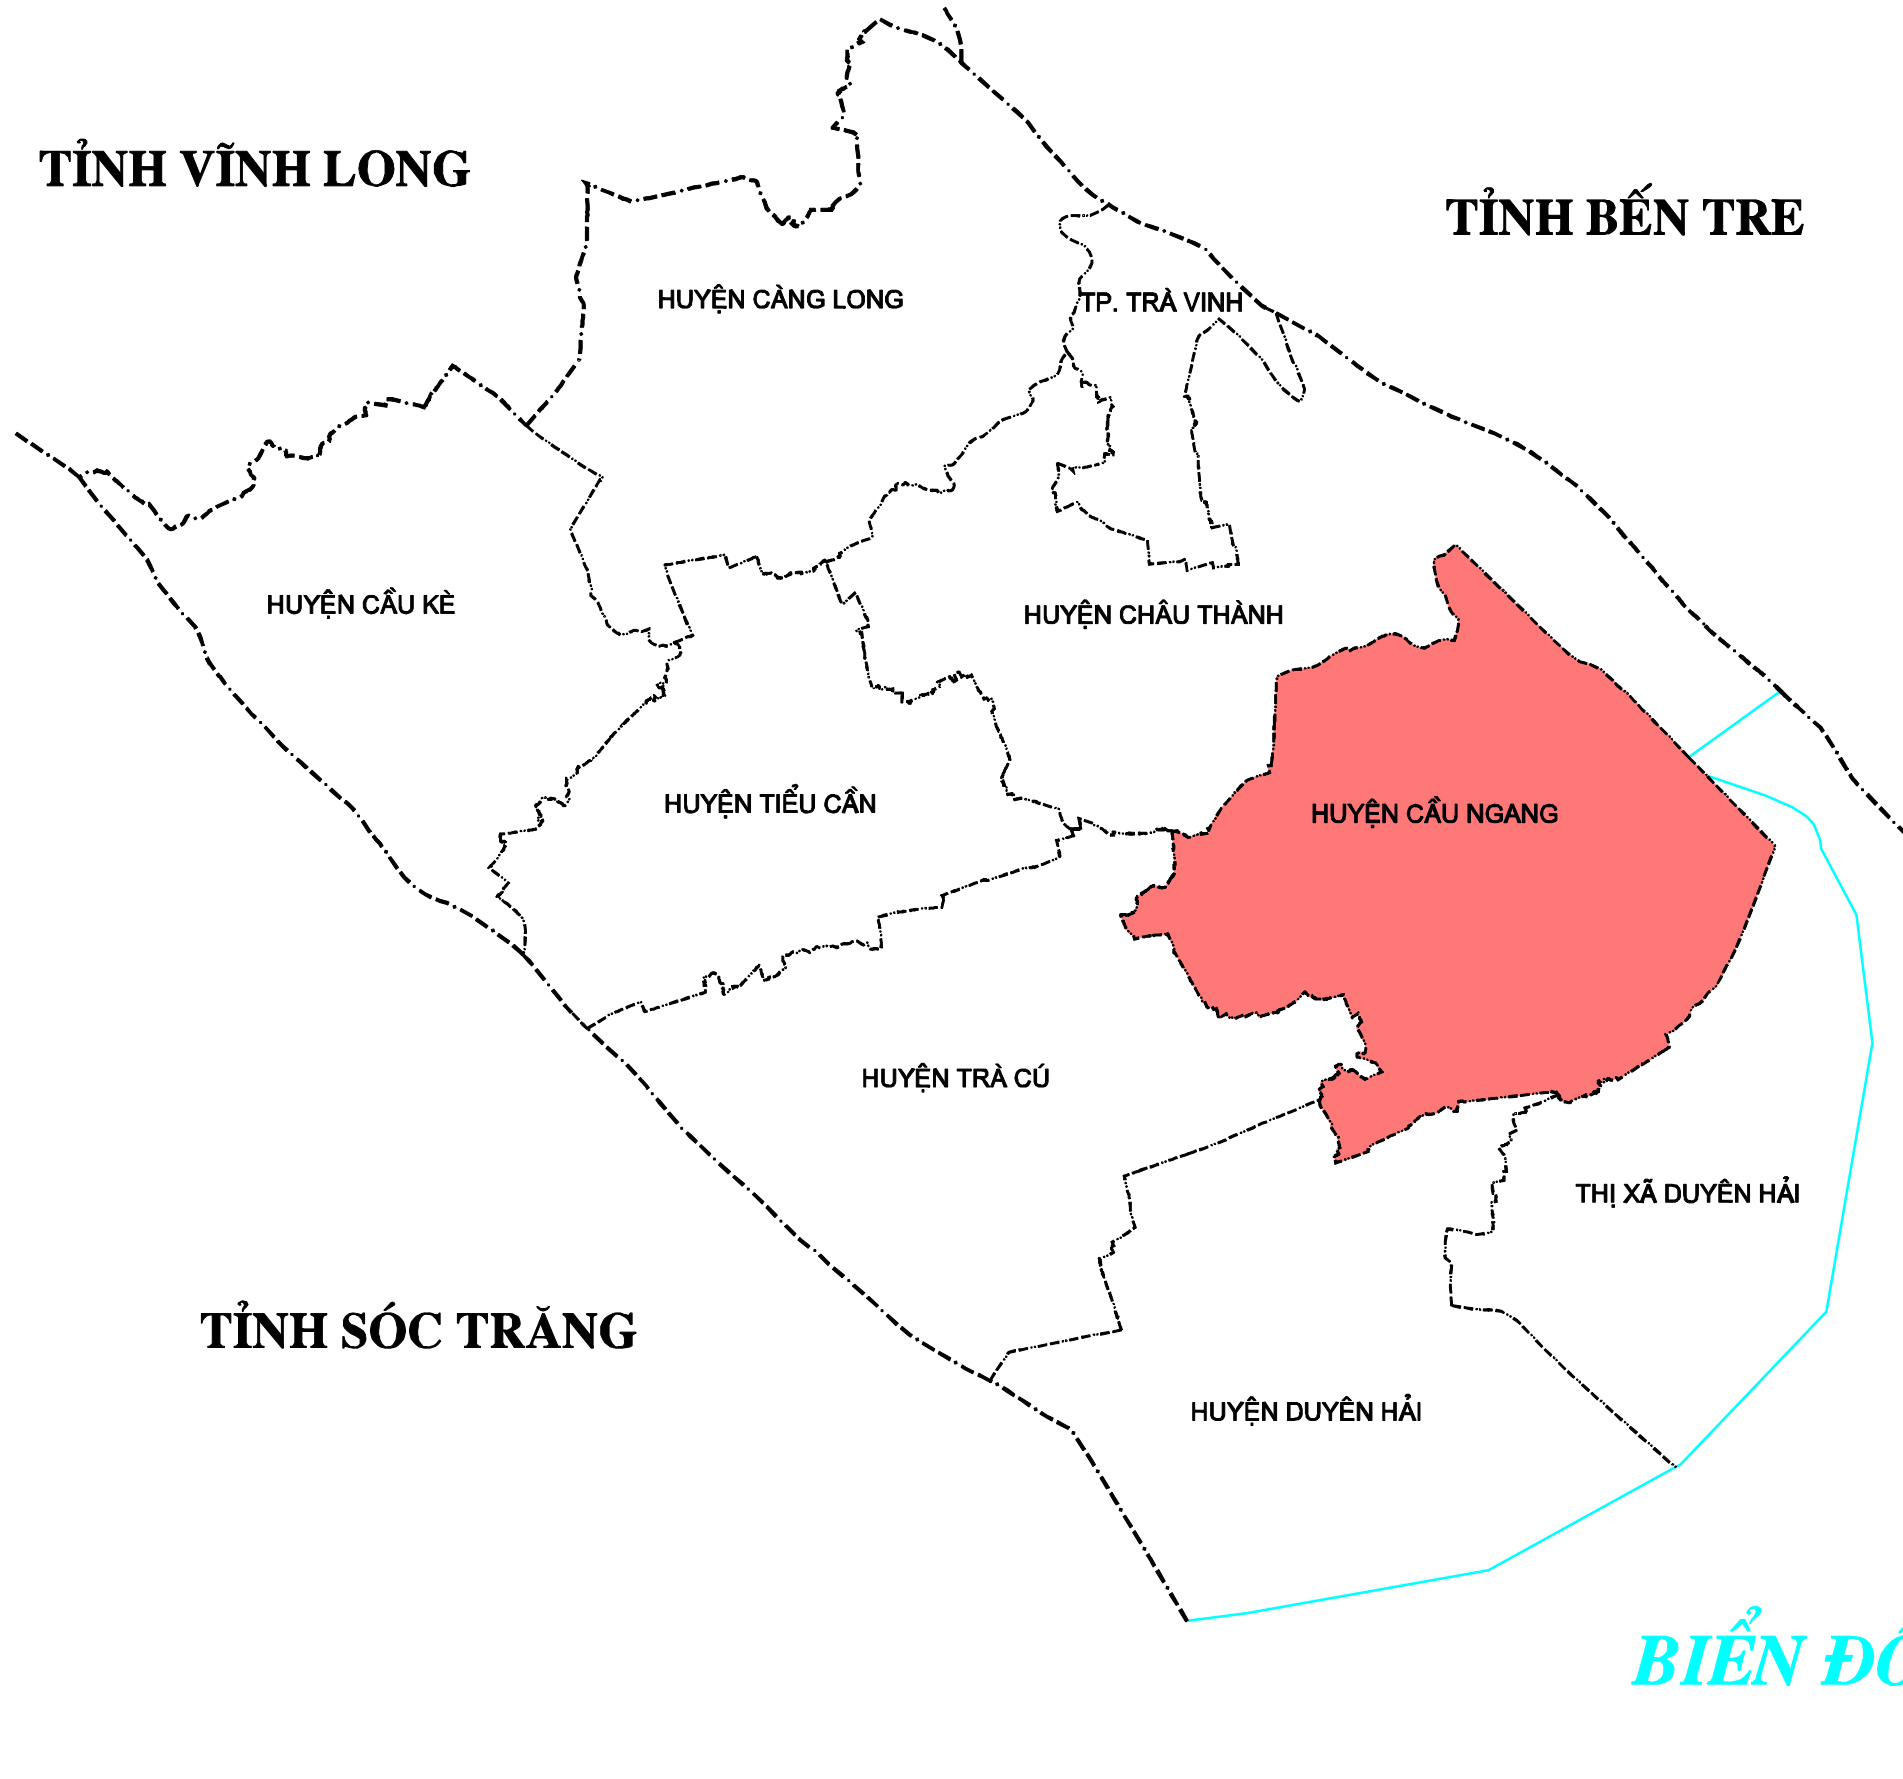 TỈNH VĨNH LONG
TỈNH BẾN TRE
HUYỆN CÀNG LONG
TP. TRÀ VINH
HUYỆN CẦU KÈ
HUYỆN CHÂU THÀNH
HUYỆN TIỂU CẦN
HUYỆN CẦU NGANG
HUYỆN TRÀ CÚ
THỊ XÃ DUYÊN HẢI
TỈNH SÓC TRĂNG
HUYỆN DUYÊN HẢI
BIỂN